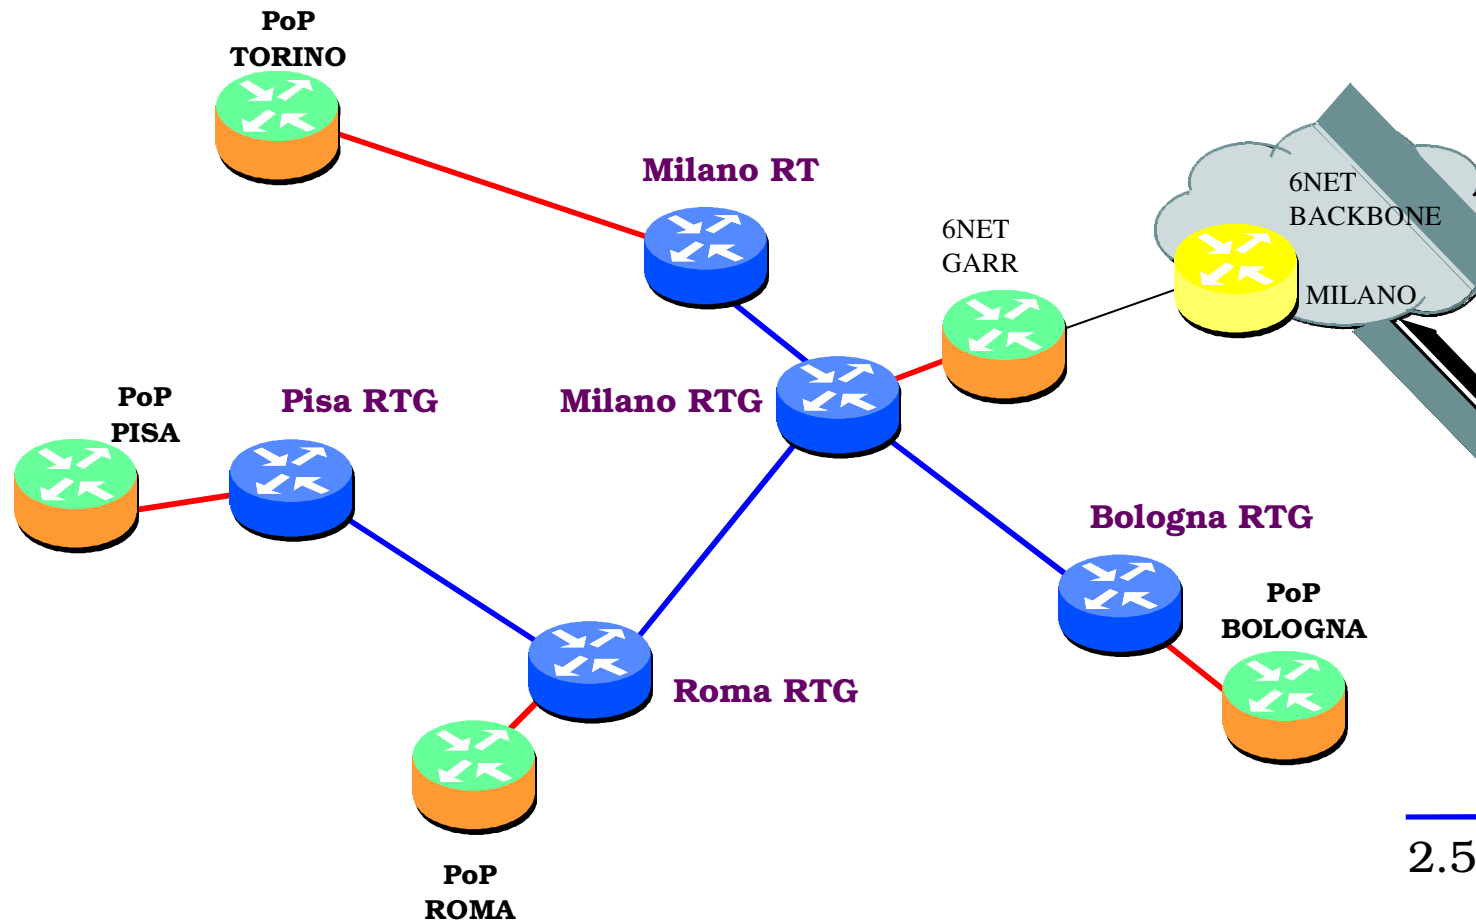 PoP
TORINO
Milano RT
6NET
BACKBONE
6NET
GARR
MILANO
PoP
PISA
Pisa RTG
Milano RTG
Bologna RTG
PoP
BOLOGNA
Roma RTG
2.5
PoP
ROMA